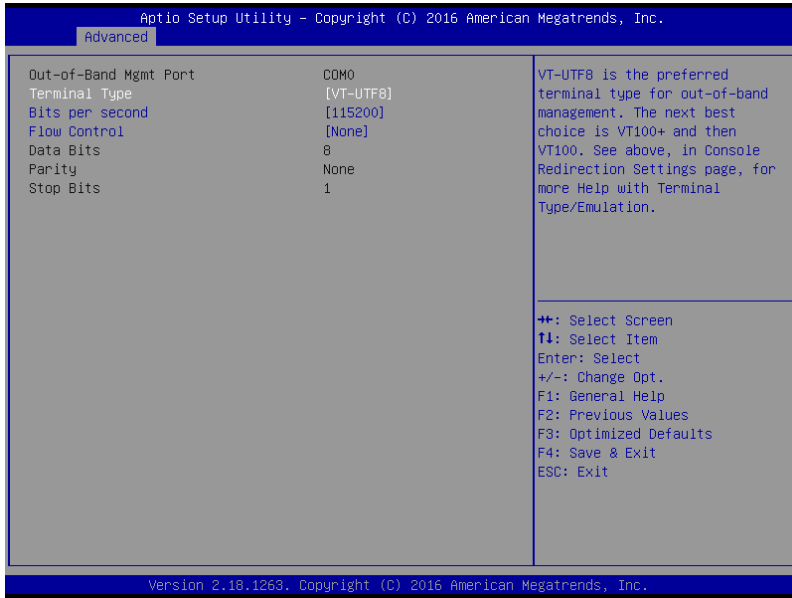 Aptio Setup Utility – Copyright (C) 2016 American Megatrends, Inc.
Advanced
Out-of-Band Mgmt Port COM0
Terminal Type [VT-UTF8]
Bits per second [115200]
Flow Control [None]
Data Bits 8
Parity None
Stop Bits 1
VT-UTF8 is the preferred
terminal type for out-of-band
management. The next best
choice is VT100+ and then
VT100. See above, in Console
Redirection Settings page, for
more Help with Terminal
Type/Emulation.
→←: Select Screen
↑↓: Select Item
Enter: Select
+/-: Change Opt.
F1: General Help
F2: Previous Values
F3: Optimized Defaults
F4: Save & Exit
ESC: Exit
Version 2.18.1263. Copyright (C) 2016 American Megatrends, Inc.